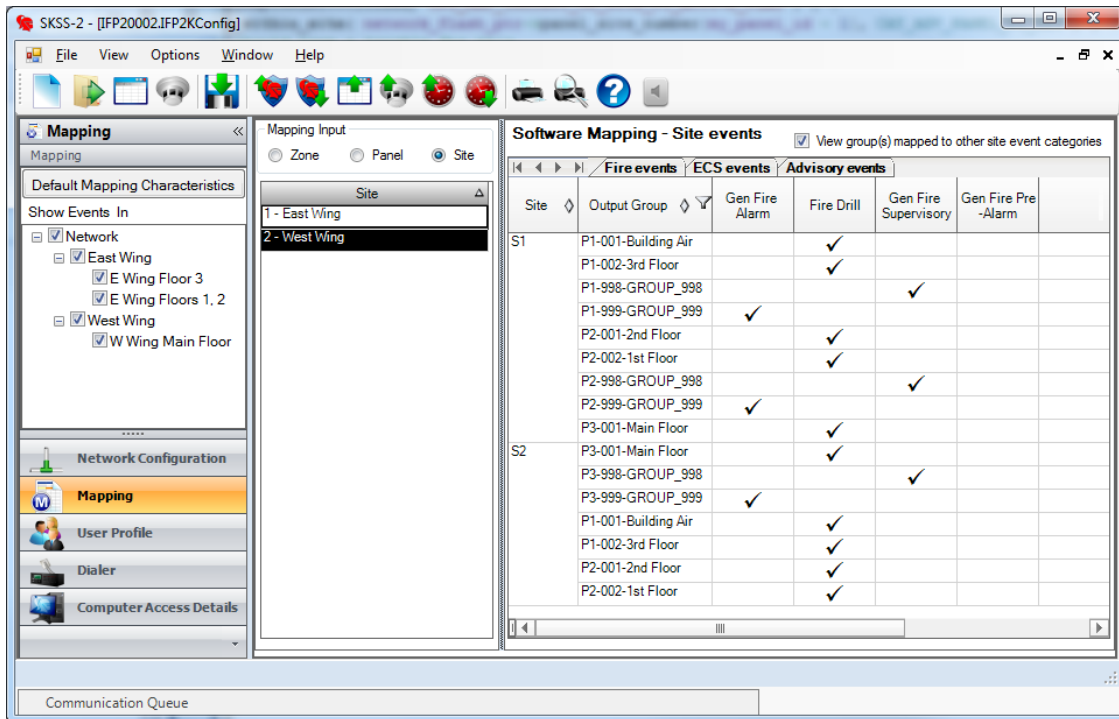 SKSS-2 - [IFP20002.IFP2KConfig]
File View Options Window Help
Mapping
Mapping
Default Mapping Characteristics
Show Events In
Network
East Wing
E Wing Floor 3
E Wing Floors 1, 2
West Wing
W Wing Main Floor
Network Configuration
Mapping
User Profile
Dialer
Computer Access Details
Mapping Input
Zone Panel Site
Site
1 - East Wing
2 - West Wing
Software Mapping - Site events
View group(s) mapped to other site event categories
Fire events ECS events Advisory events
Site Output Group Gen Fire Alarm Fire Drill Gen Fire Supervisory Gen Fire Pre-Alarm
S1 P1-001-Building Air
P1-002-3rd Floor
P1-998-GROUP_998
P1-999-GROUP_999
P2-001-2nd Floor
P2-002-1st Floor
P2-998-GROUP_998
P2-999-GROUP_999
P3-001-Main Floor
S2 P3-001-Main Floor
P3-998-GROUP_998
P3-999-GROUP_999
P1-001-Building Air
P1-002-3rd Floor
P2-001-2nd Floor
P2-002-1st Floor
Communication Queue